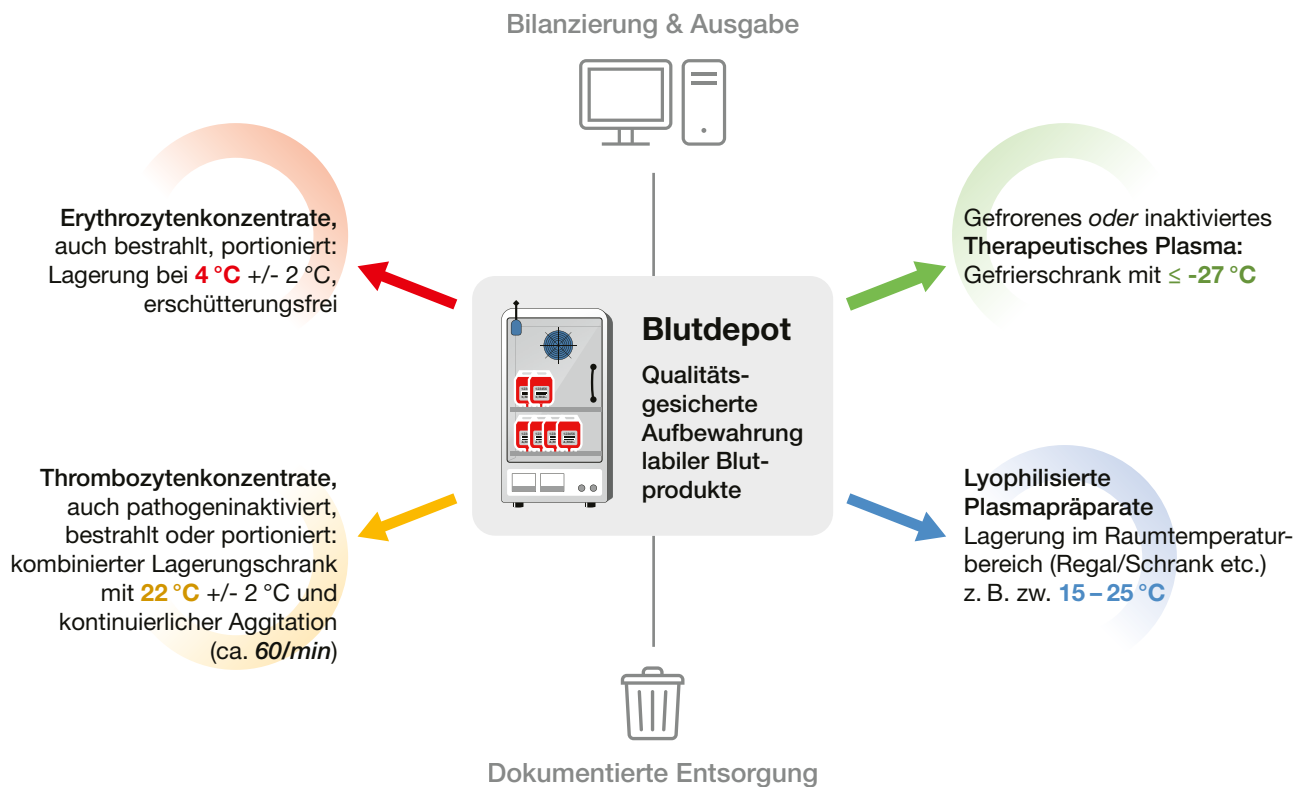 Bilanzierung & Ausgabe
Erythrozytenkonzentrate,
auch bestrahlt, portioniert:
Lagerung bei 4 °C +/- 2 °C,
erschütterungsfrei
Gefrorenes oder inaktiviertes
Therapeutisches Plasma:
Gefrierschrank mit ≤ -27 °C
Blutdepot
Qualitäts-
gesicherte
Aufbewahrung
labiler Blut-
produkte
Thrombozytenkonzentrate,
auch pathogeninaktiviert,
bestrahlt oder portioniert:
kombinierter Lagerungschrank
mit 22 °C +/- 2 °C und
kontinuierlicher Aggitation
(ca. 60/min)
Lyophilisierte
Plasmapräparate
Lagerung im Raumtemperatur-
bereich (Regal/Schrank etc.)
z. B. zw. 15 – 25 °C
Dokumentierte Entsorgung